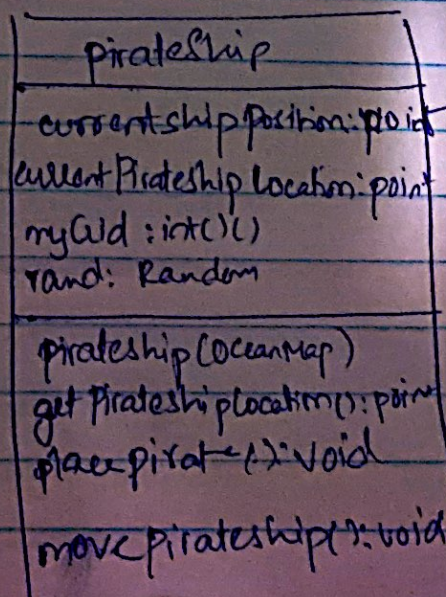 pirateShip
currentshipposition:point
currentPirateship Location:point
myGrid :int()()
rand: Random
pirateship(OceanMap)
getPirateshiplocation():point
placepirate():void
movepirateship():void